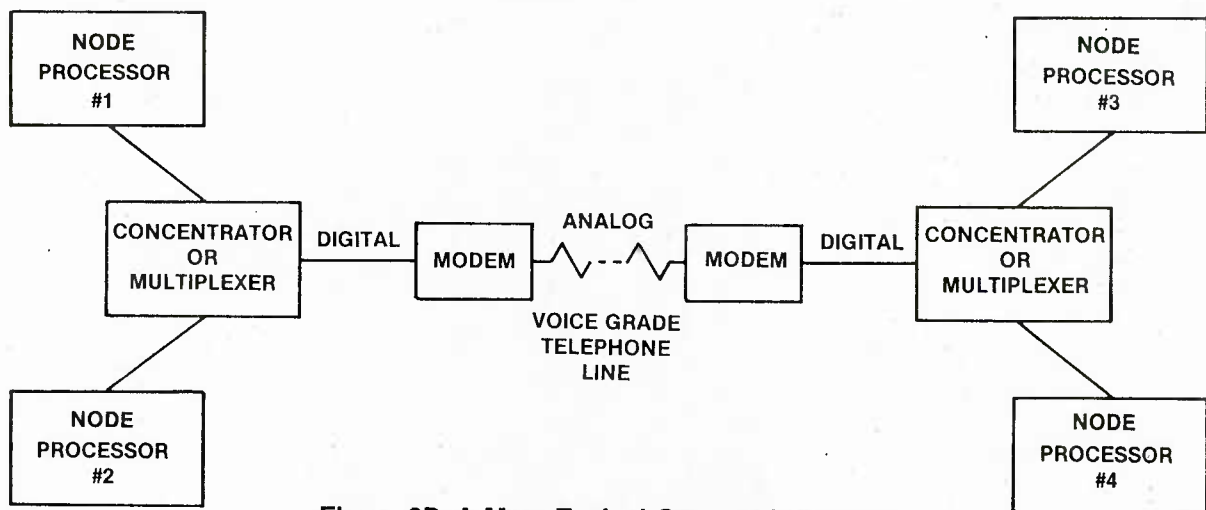 NODE
PROCESSOR
#1
NODE
PROCESSOR
#3
CONCENTRATOR
OR
MULTIPLEXER
DIGITAL
MODEM
ANALOG
VOICE GRADE
TELEPHONE
LINE
MODEM
DIGITAL
CONCENTRATOR
OR
MULTIPLEXER
NODE
PROCESSOR
#2
NODE
PROCESSOR
#4